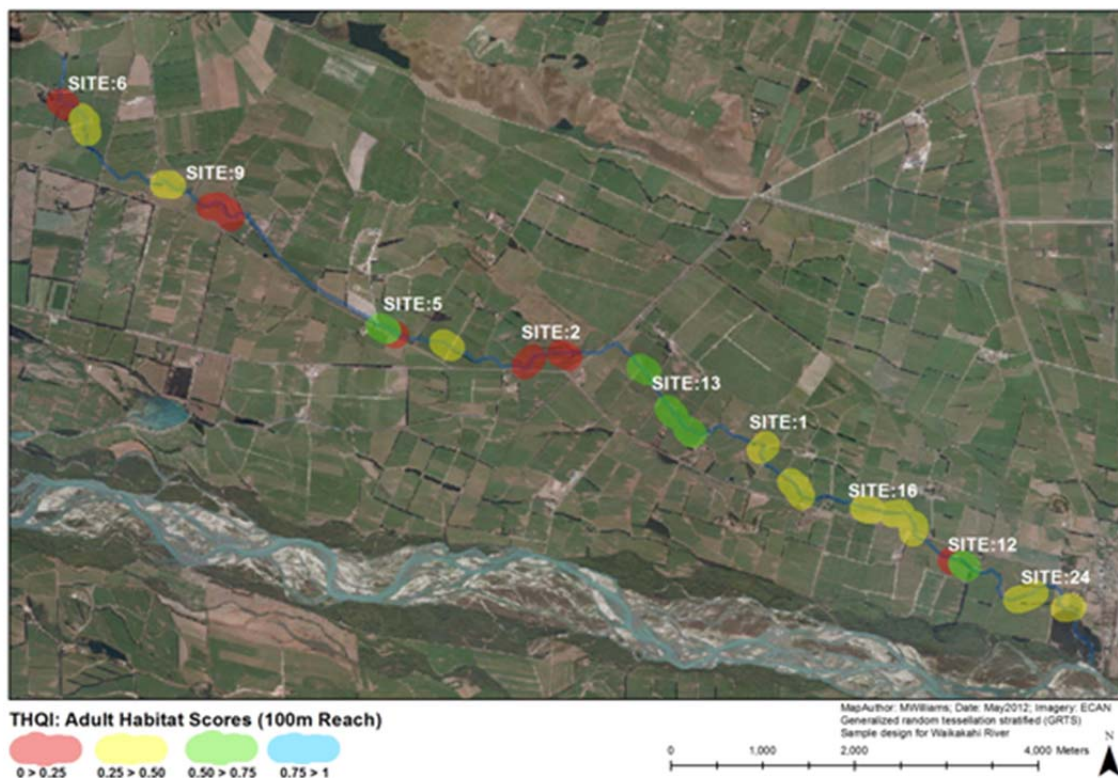 SITE:6
SITE:9
SITE:5
SITE:2
SITE:13
SITE:1
SITE:16
SITE:12
SITE:24
THQI: Adult Habitat Scores (100m Reach)
0 > 0.25
0.25 > 0.50
0.50 > 0.75
0.75 > 1
MapAuthor: MWilliams; Date: May2012; Imagery: ECAN
Generalized random tessellation stratified (GRTS)
Sample design for Waikakahi River
0 1,000 2,000 4,000 Meters
N